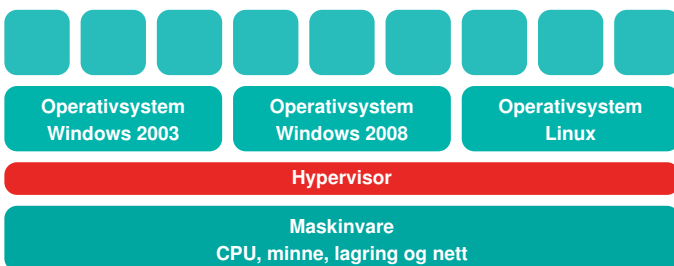 Operativsystem
Windows 2003
Operativsystem
Windows 2008
Operativsystem
Linux
Hypervisor
Maskinvare
CPU, minne, lagring og nett